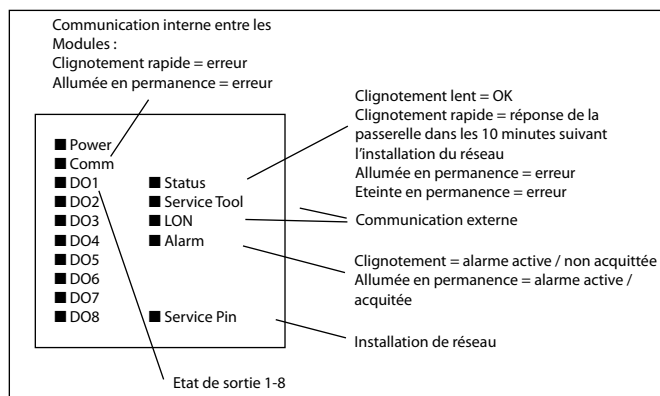 Communication interne entre les
Modules :
Clignotement rapide = erreur
Allumée en permanence = erreur
Clignotement lent = OK
Clignotement rapide = réponse de la
passerelle dans les 10 minutes suivant
l'installation du réseau
Allumée en permanence = erreur
Eteinte en permanence = erreur
Power
Comm
DO1
DO2
DO3
DO4
DO5
DO6
DO7
DO8
Status
Service Tool
LON
Alarm
Service Pin
Communication externe
Clignotement = alarme active / non acquittée
Allumée en permanence = alarme active /
acquitée
Installation de réseau
Etat de sortie 1-8